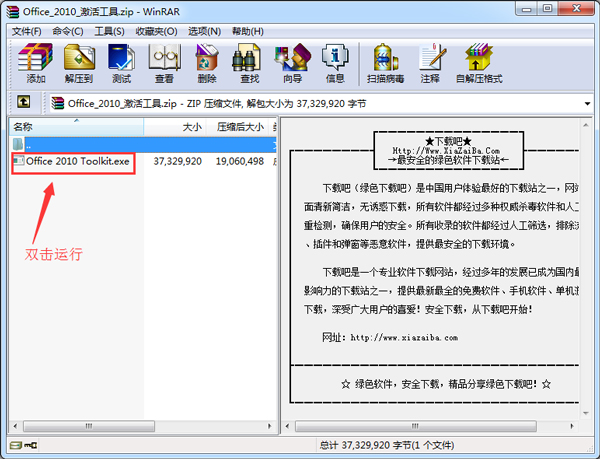 Office_2010_激活工具.zip - WinRAR
文件(F) 命令(C) 工具(S) 收藏夹(O) 选项(N) 帮助(H)
添加 解压到 测试 查看 删除 查找 向导 信息 扫描病毒 注释 自解压格式
Office_2010_激活工具.zip - ZIP 压缩文件, 解包大小为 37,329,920 字节
名称 大小 压缩后大小
..
Office 2010 Toolkit.exe 37,329,920 19,060,498
双击运行
★下载吧★
Http://Www.XiaZaiBa.Com
→最安全的绿色软件下载站←
下载吧（绿色下载吧）是中国用户体验最好的下载站之一，网站
面清新简洁，无诱惑下载，所有软件都经过多种权威杀毒软件和人工
重检测，确保用户的安全。所有收录的软件都经过人工筛选，排除
、插件和弹窗等恶意软件，提供最安全的下载环境。
下载吧是一个专业软件下载网站，经过多年的发展已成为国内最
影响力的下载站之一，提供最新最全的免费软件、手机软件、单机
下载，深受广大用户的喜爱！安全下载，从下载吧开始！
网址：http://www.xiazaiba.com
☆ 绿色软件，安全下载，精品分享绿色下载吧！☆
总计 37,329,920 字节(1 个文件)